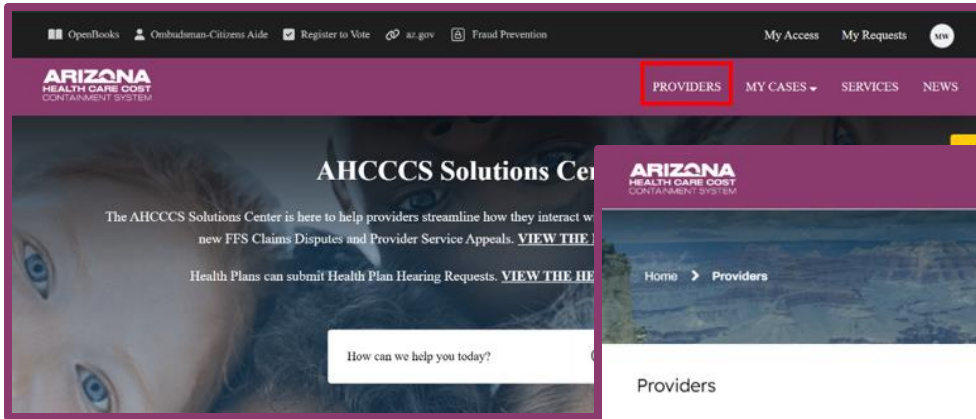 OpenBooks Ombudsman-Citizens Aide Register to Vote az.gov Fraud Prevention My Access My Requests MW
ARIZONA
HEALTH CARE COST
CONTAINMENT SYSTEM
PROVIDERS MY CASES SERVICES NEWS
AHCCCS Solutions Ce
The AHCCCS Solutions Center is here to help providers streamline how they interact w
new FFS Claims Disputes and Provider Service Appeals. VIEW THE
Health Plans can submit Health Plan Hearing Requests. VIEW THE HE
How can we help you today?
ARIZONA
HEALTH CARE COST
CONTAINMENT SYSTEM
Home > Providers
Providers